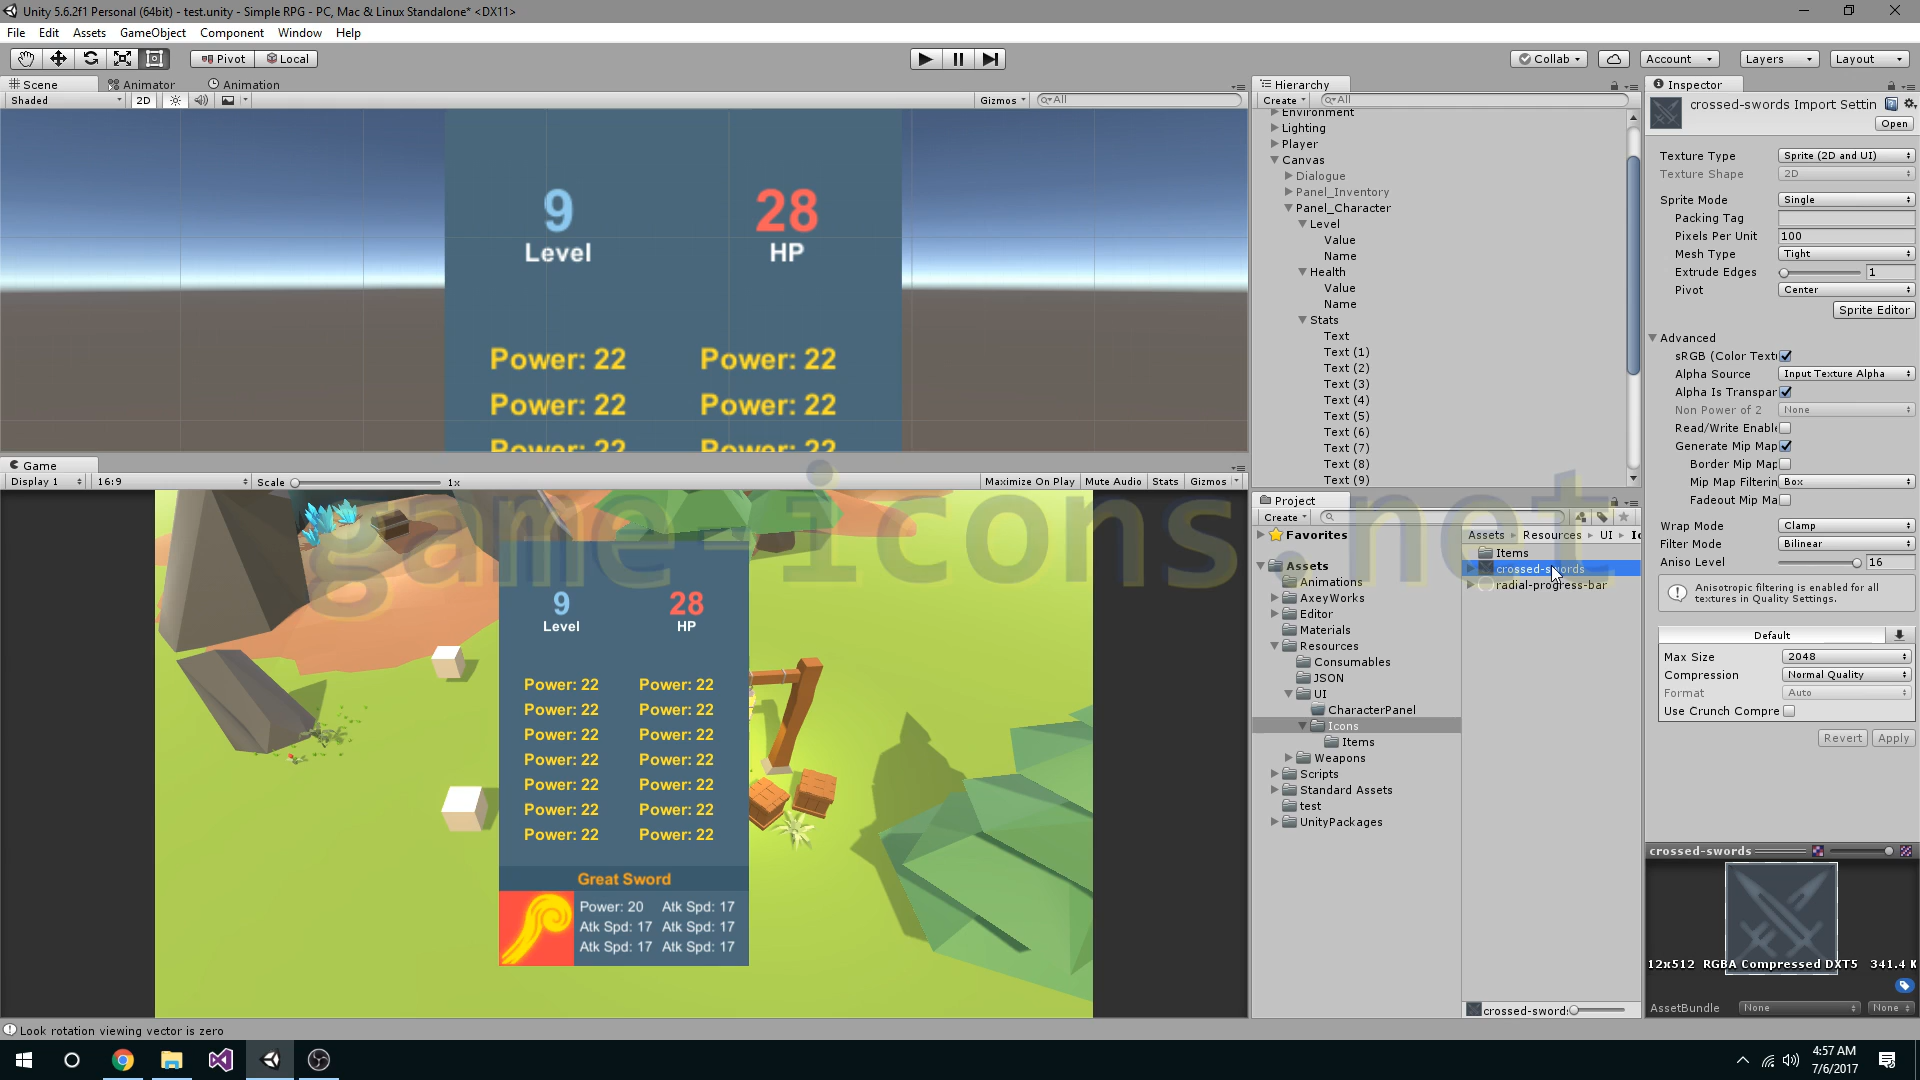 Unity 5.6.2f1 Personal (64bit) - test.unity - Simple RPG - PC, Mac & Linux Standalone* <DX11>
File Edit Assets GameObject Component Window Help
Pivot Local Collab Account Layers Layout
Scene Animator Animation
Shaded 2D Gizmos All
9 28
Level HP
Power: 22 Power: 22
Power: 22 Power: 22
Power: 22 Power: 22
Game
Display 1 16:9 Scale 1x Maximize On Play Mute Audio Stats Gizmos
game-icons.net
9 28
Level HP
Power: 22 Power: 22
Power: 22 Power: 22
Power: 22 Power: 22
Power: 22 Power: 22
Power: 22 Power: 22
Power: 22 Power: 22
Power: 22 Power: 22
Great Sword
Power: 20 Atk Spd: 17
Atk Spd: 17 Atk Spd: 17
Atk Spd: 17 Atk Spd: 17
Look rotation viewing vector is zero
Hierarchy
Create All
Environment
Lighting
Player
Canvas
Dialogue
Panel_Inventory
Panel_Character
Level
Value
Name
Health
Value
Name
Stats
Text
Text (1)
Text (2)
Text (3)
Text (4)
Text (5)
Text (6)
Text (7)
Text (8)
Text (9)
Project
Create
Favorites
Assets
Animations
AxeyWorks
Editor
Materials
Resources
Consumables
JSON
UI
CharacterPanel
Icons
Items
Weapons
Scripts
Standard Assets
test
UnityPackages
Assets Resources UI Ic
Items
crossed-swords
radial-progress-bar
crossed-swords
Inspector
crossed-swords Import Settin
Open
Texture Type Sprite (2D and UI)
Texture Shape 2D
Sprite Mode Single
Packing Tag
Pixels Per Unit 100
Mesh Type Tight
Extrude Edges 1
Pivot Center
Sprite Editor
Advanced
sRGB (Color Textu
Alpha Source Input Texture Alpha
Alpha Is Transpar
Non Power of 2 None
Read/Write Enable
Generate Mip Map
Border Mip Map
Mip Map Filterin Box
Fadeout Mip Ma
Wrap Mode Clamp
Filter Mode Bilinear
Aniso Level 16
Anisotropic filtering is enabled for all
textures in Quality Settings.
Default
Max Size 2048
Compression Normal Quality
Format Auto
Use Crunch Compre
Revert Apply
crossed-swords
12x512 RGBA Compressed DXT5 341.4 K
AssetBundle None None
4:57 AM
7/6/2017